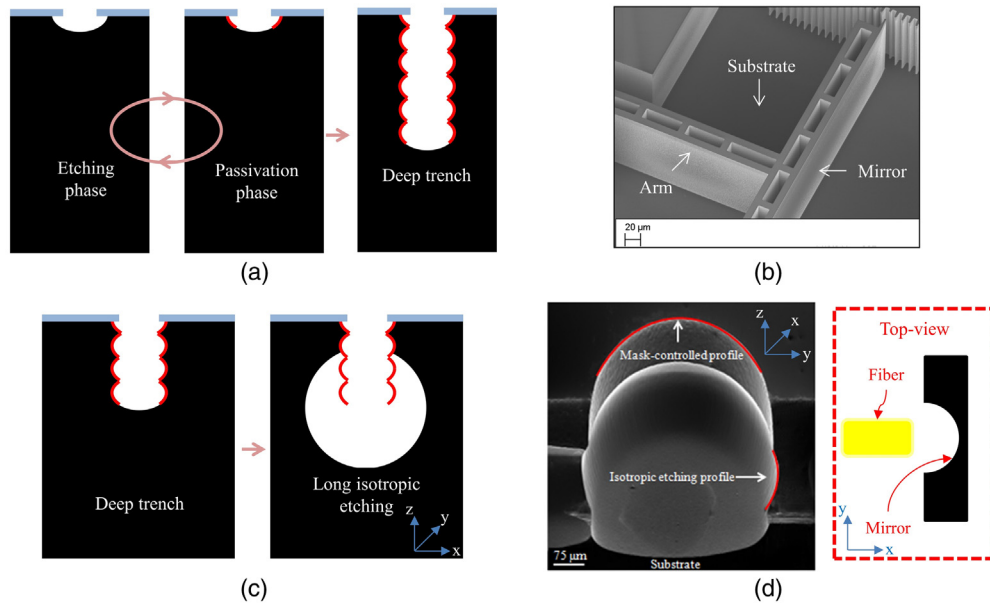 (a)
Etching
phase
Passivation
phase
Deep trench
(b)
Substrate
Arm
Mirror
20 µm
(c)
Deep trench
Long isotropic
etching
z
y
x
(d)
Mask-controlled profile
z
x
y
Isotropic etching profile
75 µm
Substrate
Top-view
Fiber
Mirror
y
x